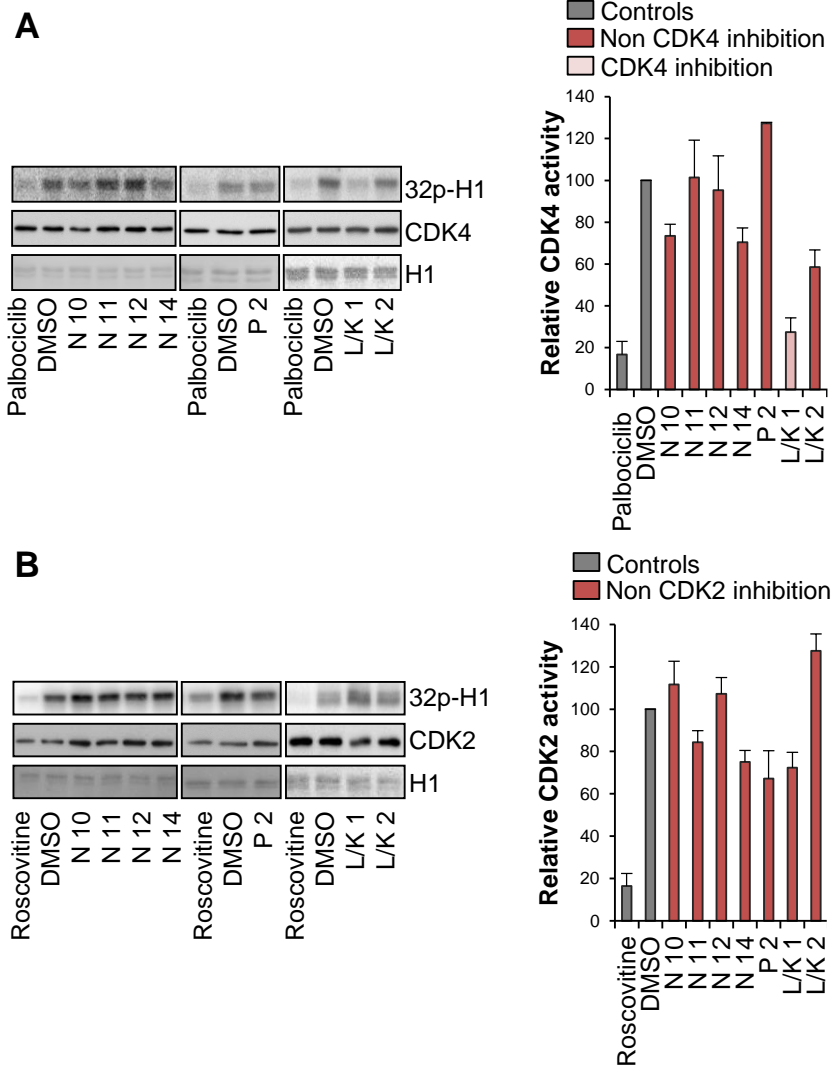 A
Controls
Non CDK4 inhibition
CDK4 inhibition
32p-H1
CDK4
H1
Palbociclib
DMSO
N 10
N 11
N 12
N 14
Palbociclib
DMSO
P 2
Palbociclib
DMSO
L/K 1
L/K 2
Relative CDK4 activity
140
120
100
80
60
40
20
0
Palbociclib
DMSO
N 10
N 11
N 12
N 14
P 2
L/K 1
L/K 2
B
Controls
Non CDK2 inhibition
32p-H1
CDK2
H1
Roscovitine
DMSO
N 10
N 11
N 12
N 14
Roscovitine
DMSO
P 2
Roscovitine
DMSO
L/K 1
L/K 2
Relative CDK2 activity
140
120
100
80
60
40
20
0
Roscovitine
DMSO
N 10
N 11
N 12
N 14
P 2
L/K 1
L/K 2